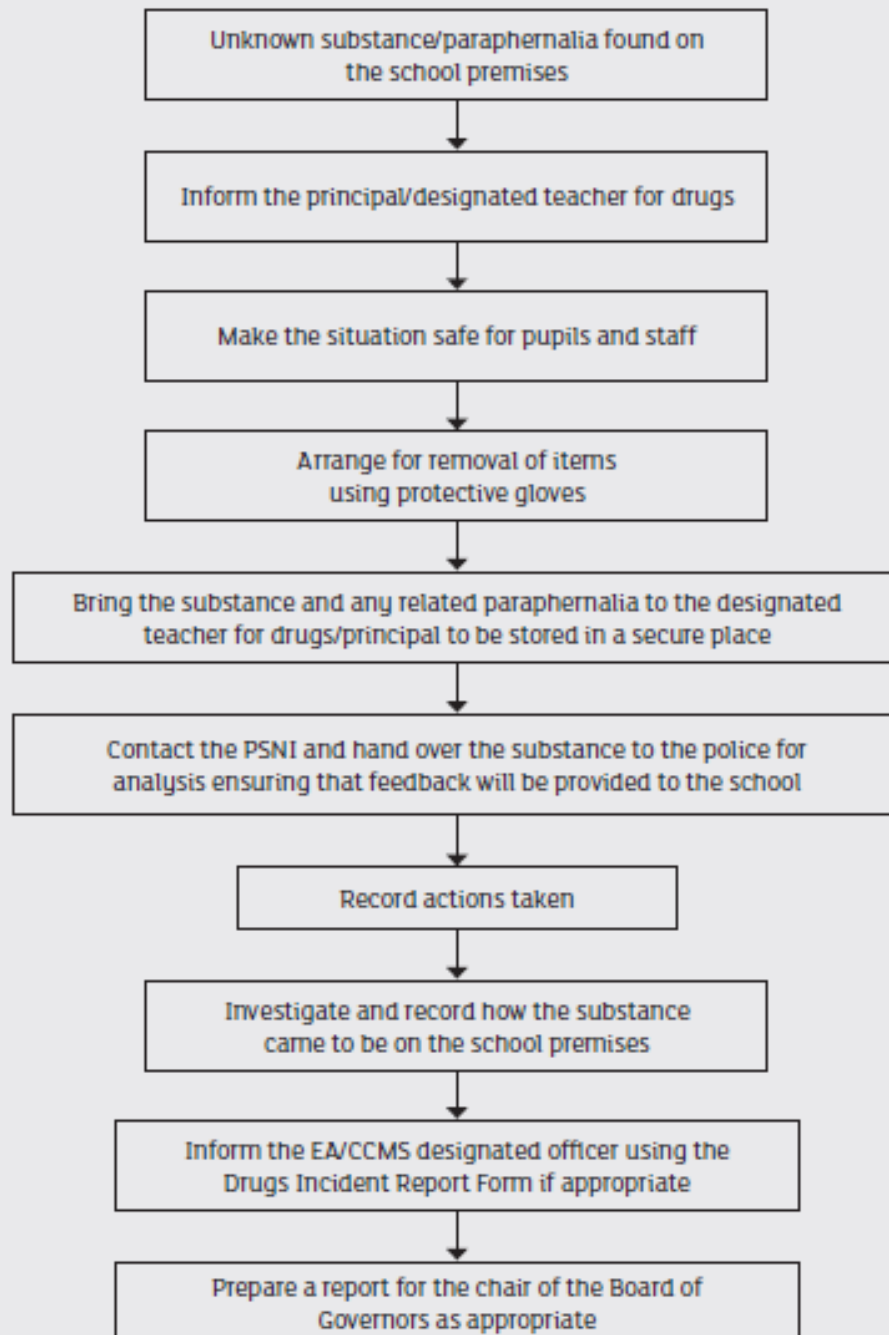 Unknown substance/paraphernalia found on
the school premises
Inform the principal/designated teacher for drugs
Make the situation safe for pupils and staff
Arrange for removal of items
using protective gloves
Bring the substance and any related paraphernalia to the designated
teacher for drugs/principal to be stored in a secure place
Contact the PSNI and hand over the substance to the police for
analysis ensuring that feedback will be provided to the school
Record actions taken
Investigate and record how the substance
came to be on the school premises
Inform the EA/CCMS designated officer using the
Drugs Incident Report Form if appropriate
Prepare a report for the chair of the Board of
Governors as appropriate